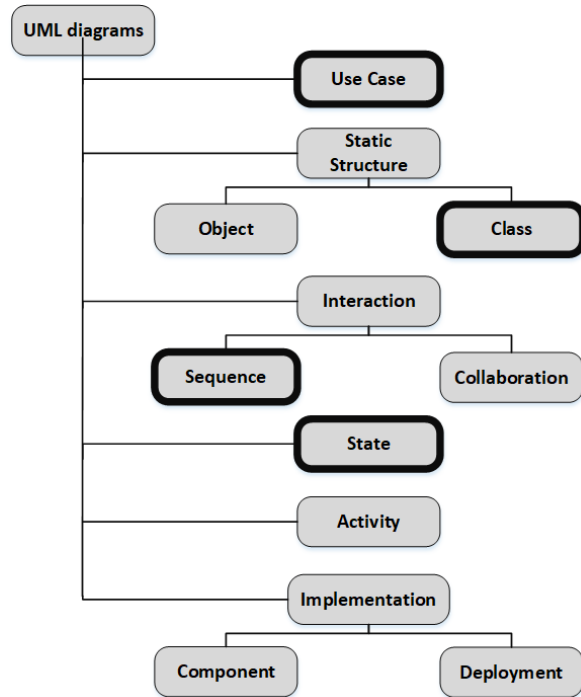 UML diagrams
Use Case
Static
Structure
Object
Class
Interaction
Sequence
Collaboration
State
Activity
Implementation
Component
Deployment